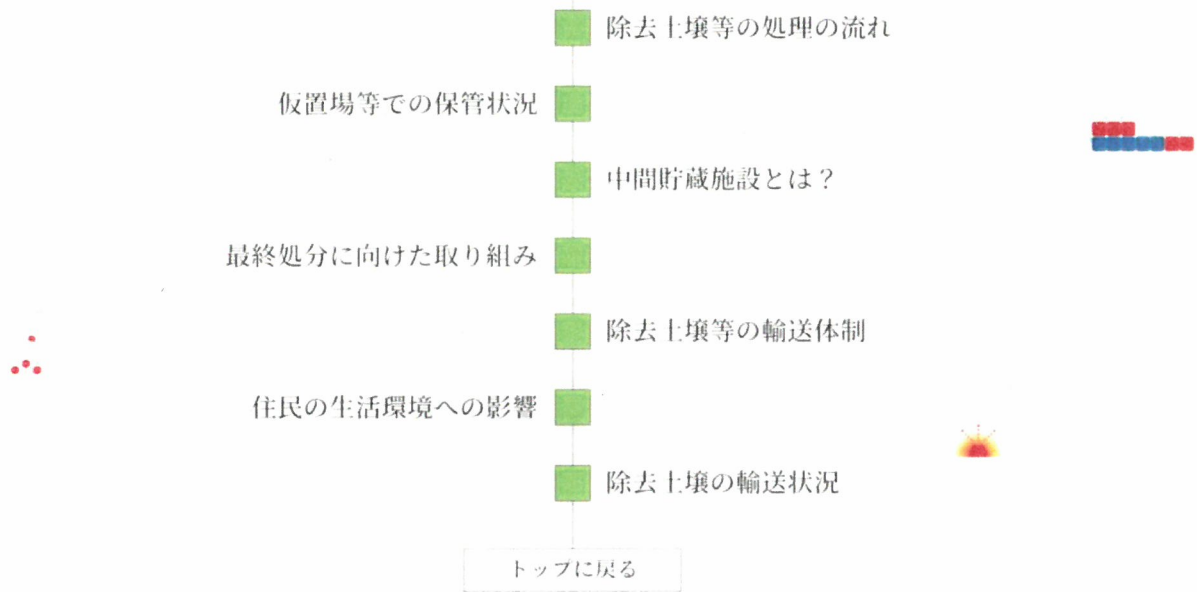 除去土壌等の処理の流れ
仮置場等での保管状況
中間貯蔵施設とは？
最終処分に向けた取り組み
除去土壌等の輸送体制
住民の生活環境への影響
除去土壌の輸送状況
トップに戻る